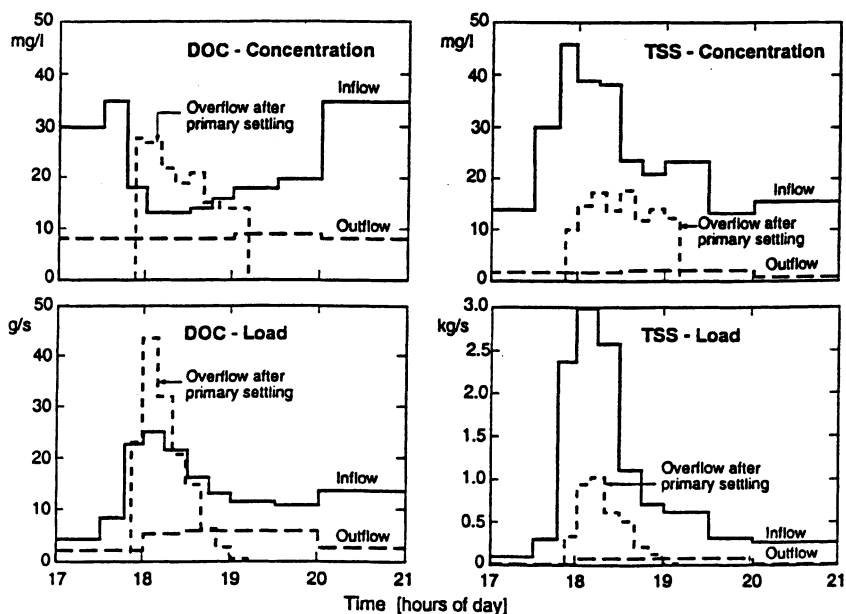 mg/l
50
40
30
20
10
0
DOC - Concentration
Inflow
Overflow after
primary settling
Outflow
mg/l
50
40
30
20
10
0
TSS - Concentration
Inflow
Overflow after
primary settling
Outflow
g/s
50
40
30
20
10
0
DOC - Load
Overflow after
primary settling
Inflow
Outflow
17 18 19 20 21
kg/s
3.0
2.5
2.0
1.5
1.0
0.5
0
TSS - Load
Overflow after
primary settling
Inflow
Outflow
17 18 19 20 21
Time [hours of day]